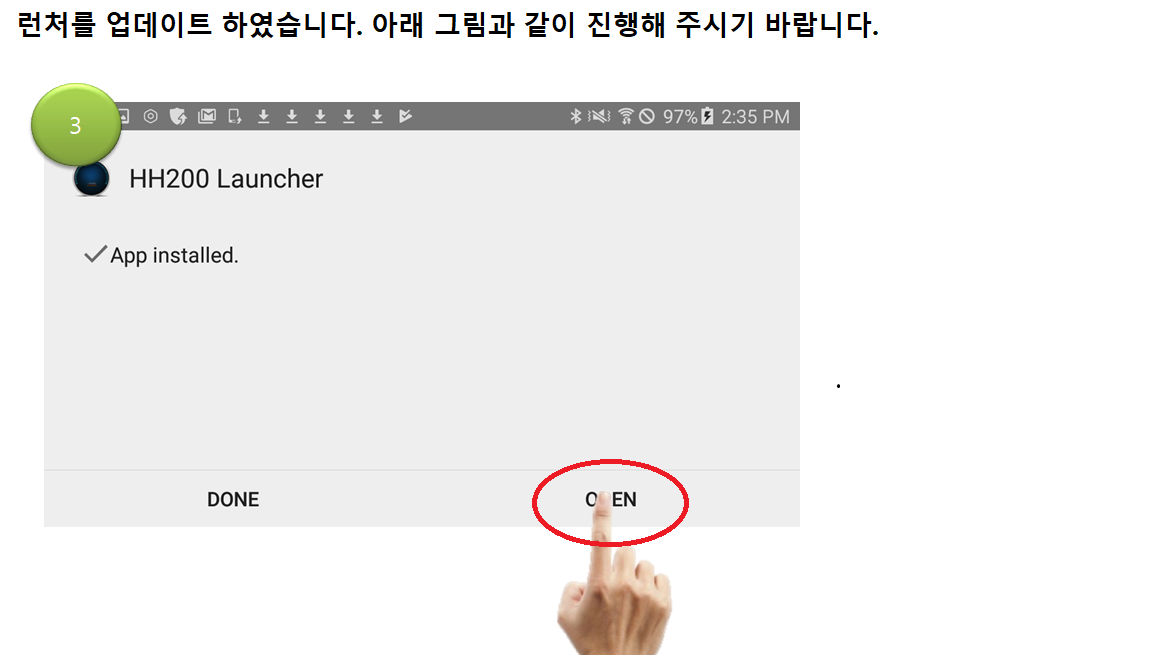 런처를 업데이트 하였습니다. 아래 그림과 같이 진행해 주시기 바랍니다.
3
97% 2:35 PM
HH200 Launcher
App installed.
.
DONE OPEN